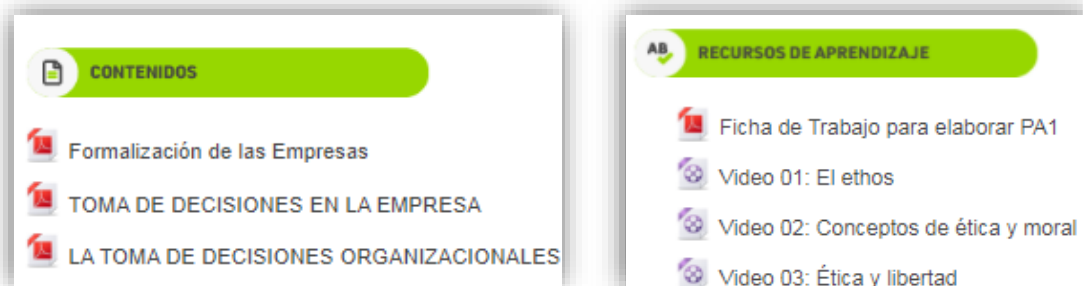 CONTENIDOS
Formalización de las Empresas
TOMA DE DECISIONES EN LA EMPRESA
LA TOMA DE DECISIONES ORGANIZACIONALES
AB
RECURSOS DE APRENDIZAJE
Ficha de Trabajo para elaborar PA1
Video 01: El ethos
Video 02: Conceptos de ética y moral
Video 03: Ética y libertad